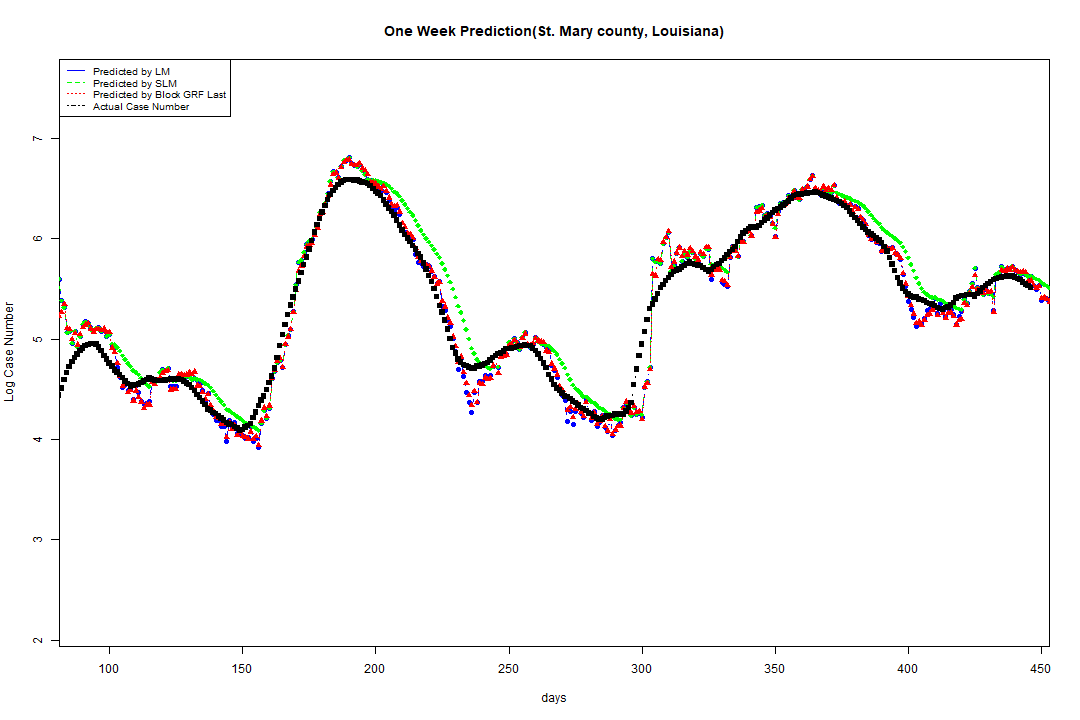 One Week Prediction(St. Mary county, Louisiana)
Predicted by LM
Predicted by SLM
Predicted by Block GRF Last
Actual Case Number
Log Case Number
7
6
5
4
3
2
100 150 200 250 300 350 400 450
days